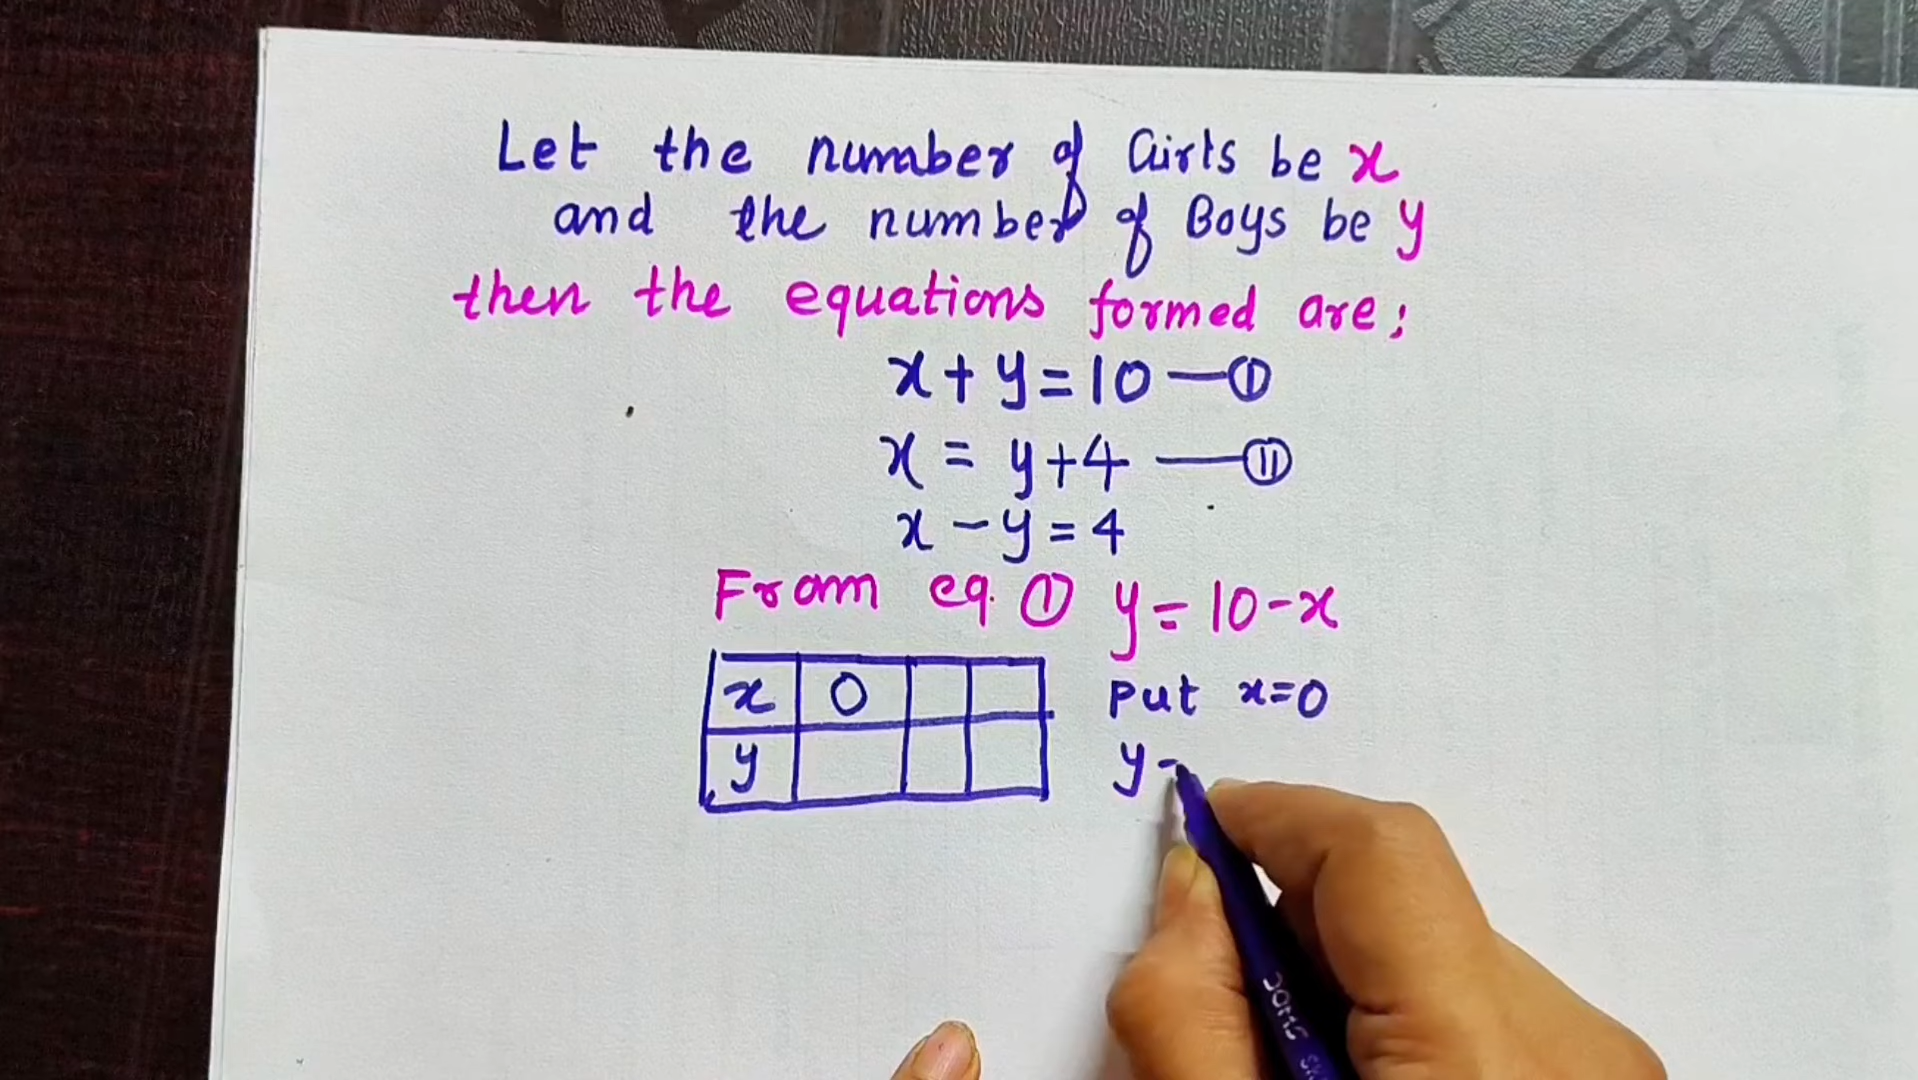 Let the number of Girls be x
and the number of Boys be y
then the equations formed are:
x + y = 10 — I
x = y + 4 — II
x - y = 4
From eq. I y = 10 - x
x 0
y
Put x = 0
y -
DOMS